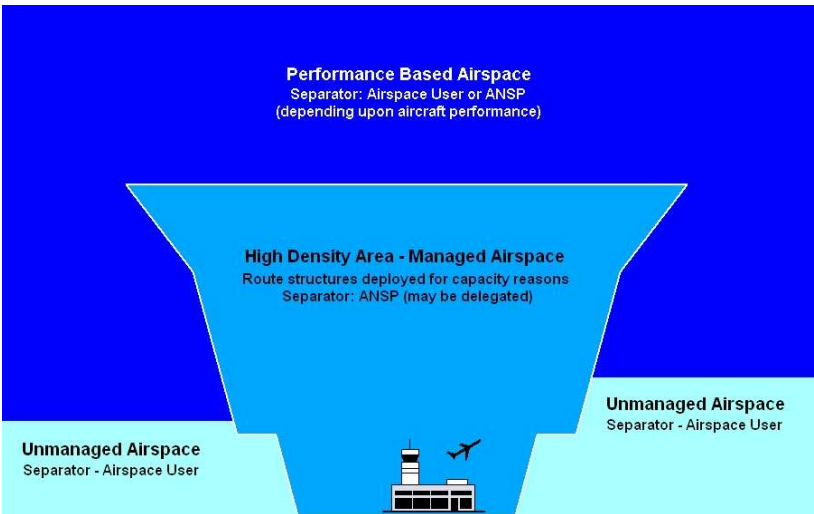 Performance Based Airspace
Separator: Airspace User or ANSP
(depending upon aircraft performance)
High Density Area - Managed Airspace
Route structures deployed for capacity reasons
Separator: ANSP (may be delegated)
Unmanaged Airspace
Separator - Airspace User
Unmanaged Airspace
Separator - Airspace User